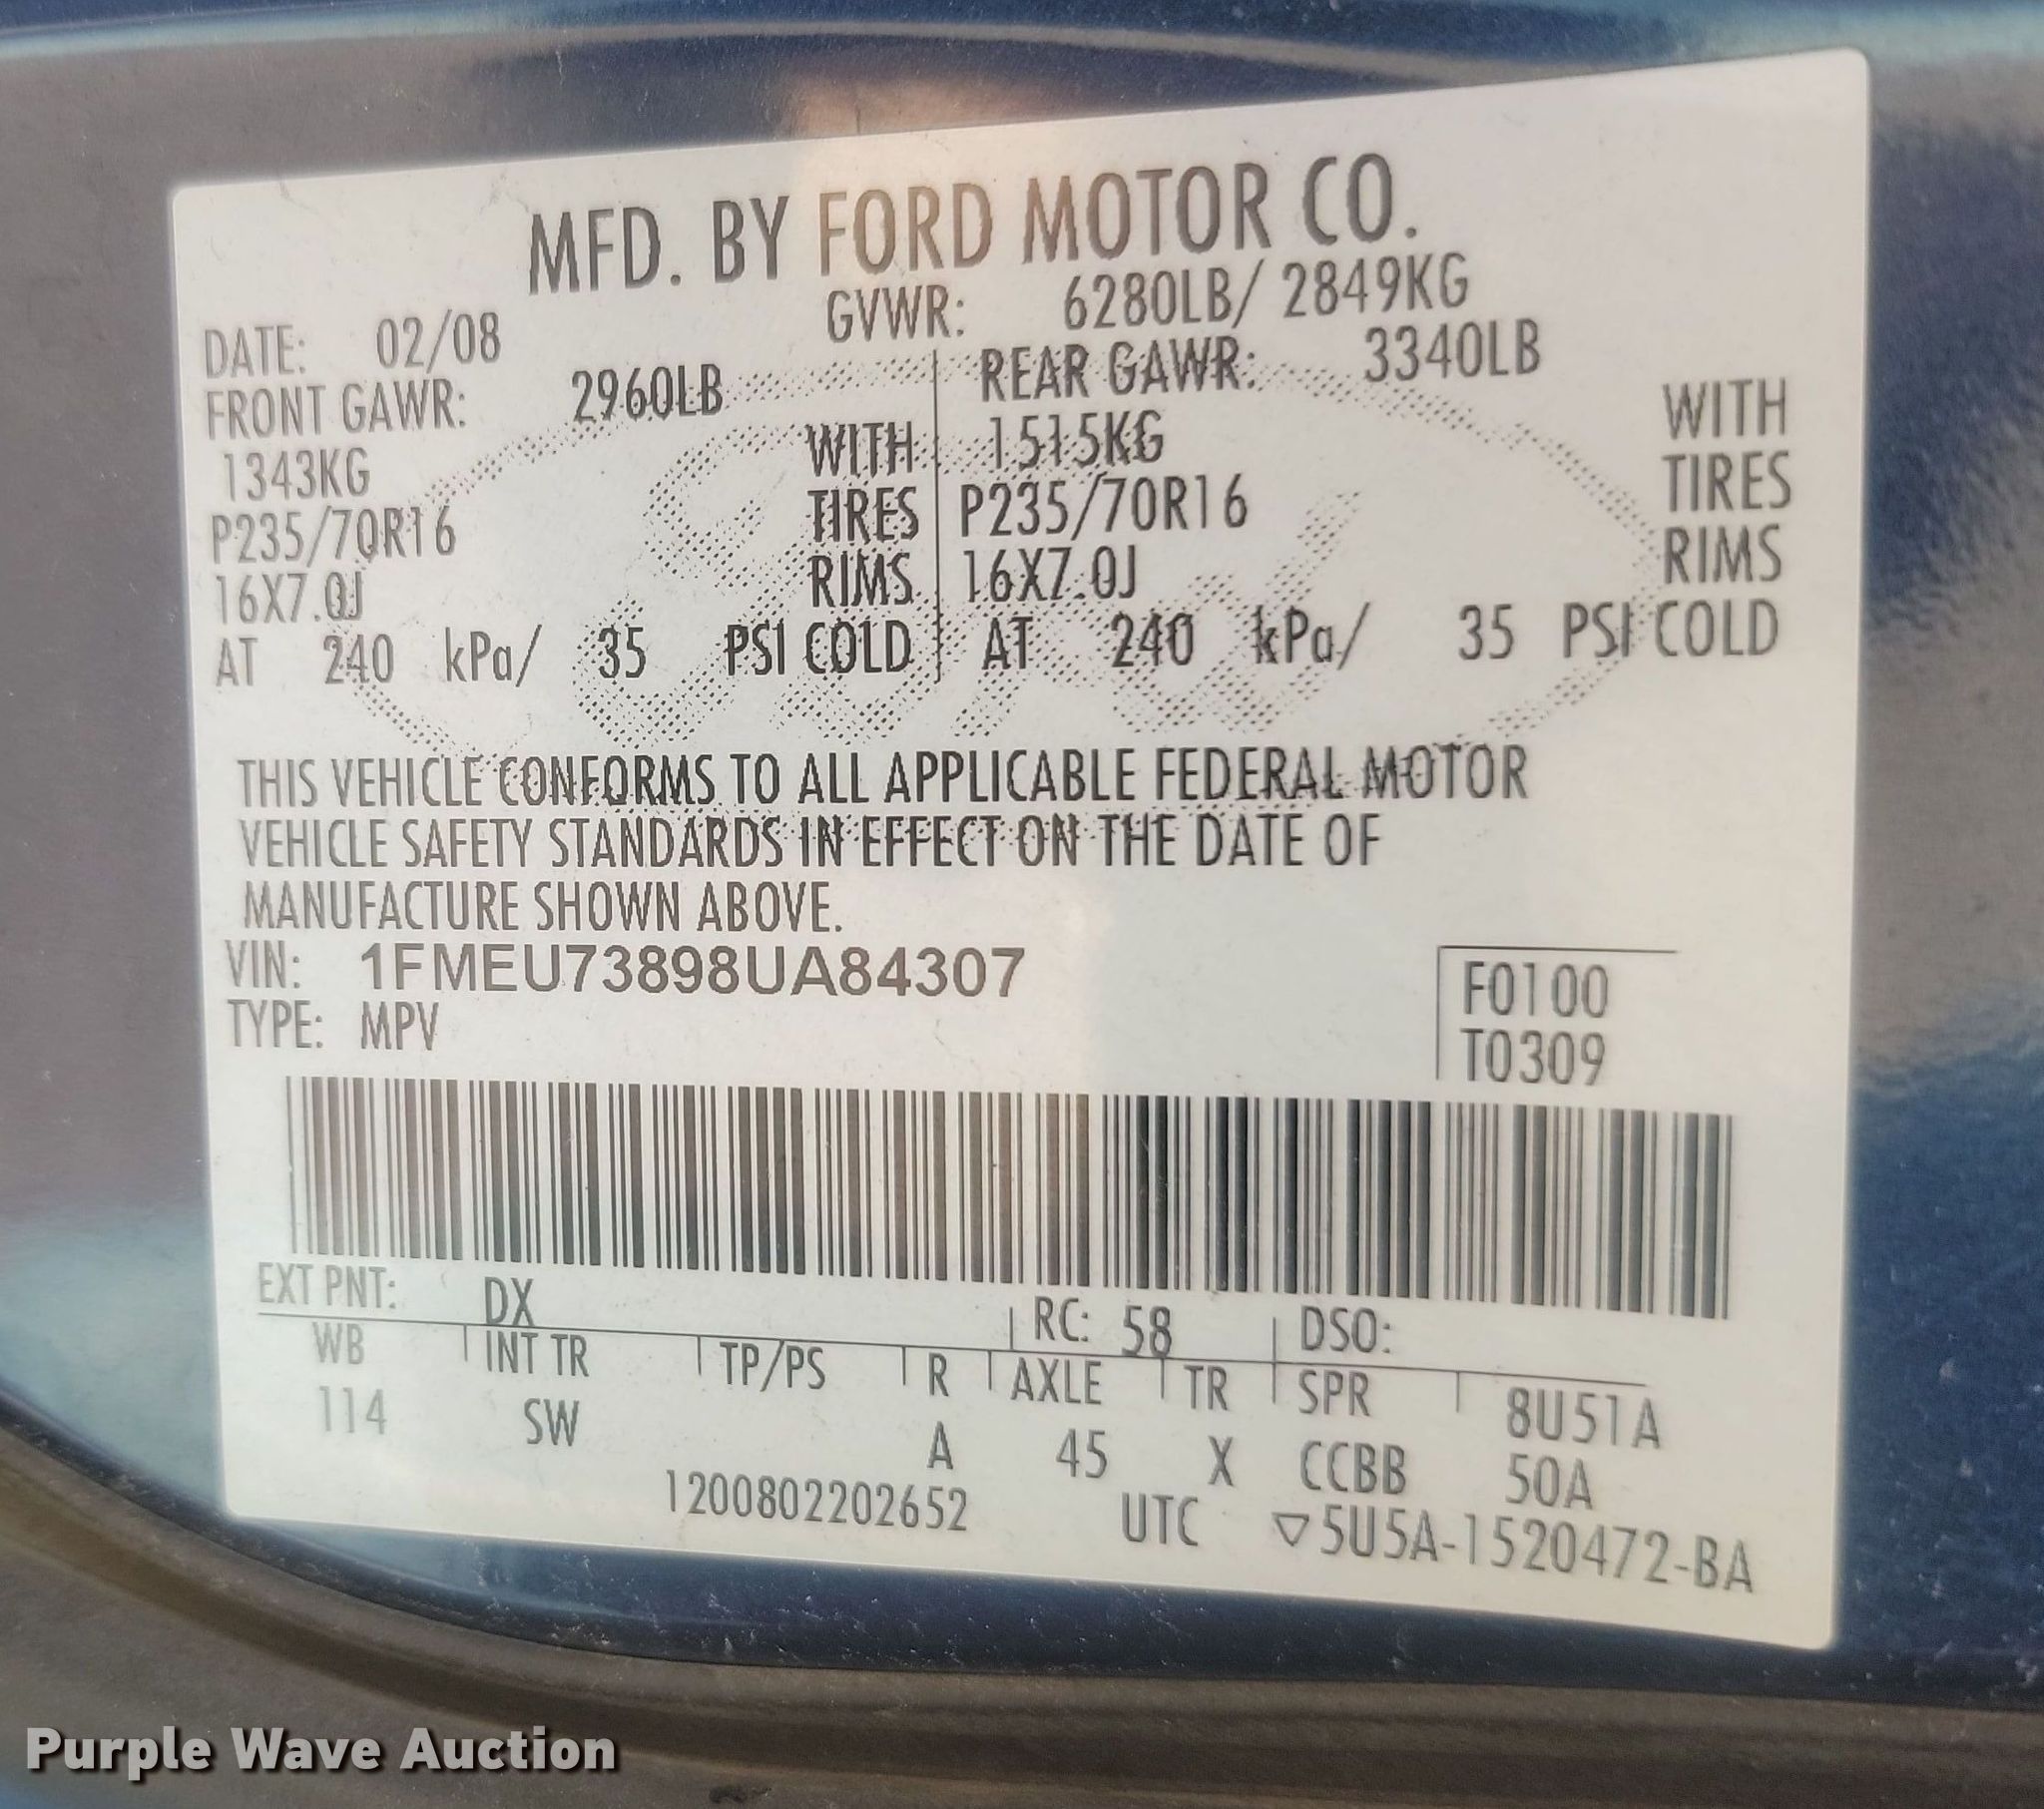 MFD. BY FORD MOTOR CO.
DATE: 02/08 GVWR: 6280LB/ 2849KG
FRONT GAWR: 2960LB REAR GAWR: 3340LB
1343KG WITH 1515KG WITH
P235/70R16 TIRES P235/70R16 TIRES
16X7.0J RIMS 16X7.0J RIMS
AT 240 kPa/ 35 PSI COLD AT 240 kPa/ 35 PSI COLD
THIS VEHICLE CONFORMS TO ALL APPLICABLE FEDERAL MOTOR
VEHICLE SAFETY STANDARDS IN EFFECT ON THE DATE OF
MANUFACTURE SHOWN ABOVE.
VIN: 1FMEU73898UA84307 F0100
TYPE: MPV T0309
EXT PNT: DX RC: 58 DSO:
WB INT TR TP/PS R AXLE TR SPR 8U51A
114 SW A 45 X CCBB 50A
1200802202652 UTC ▽5U5A-1520472-BA
Purple Wave Auction